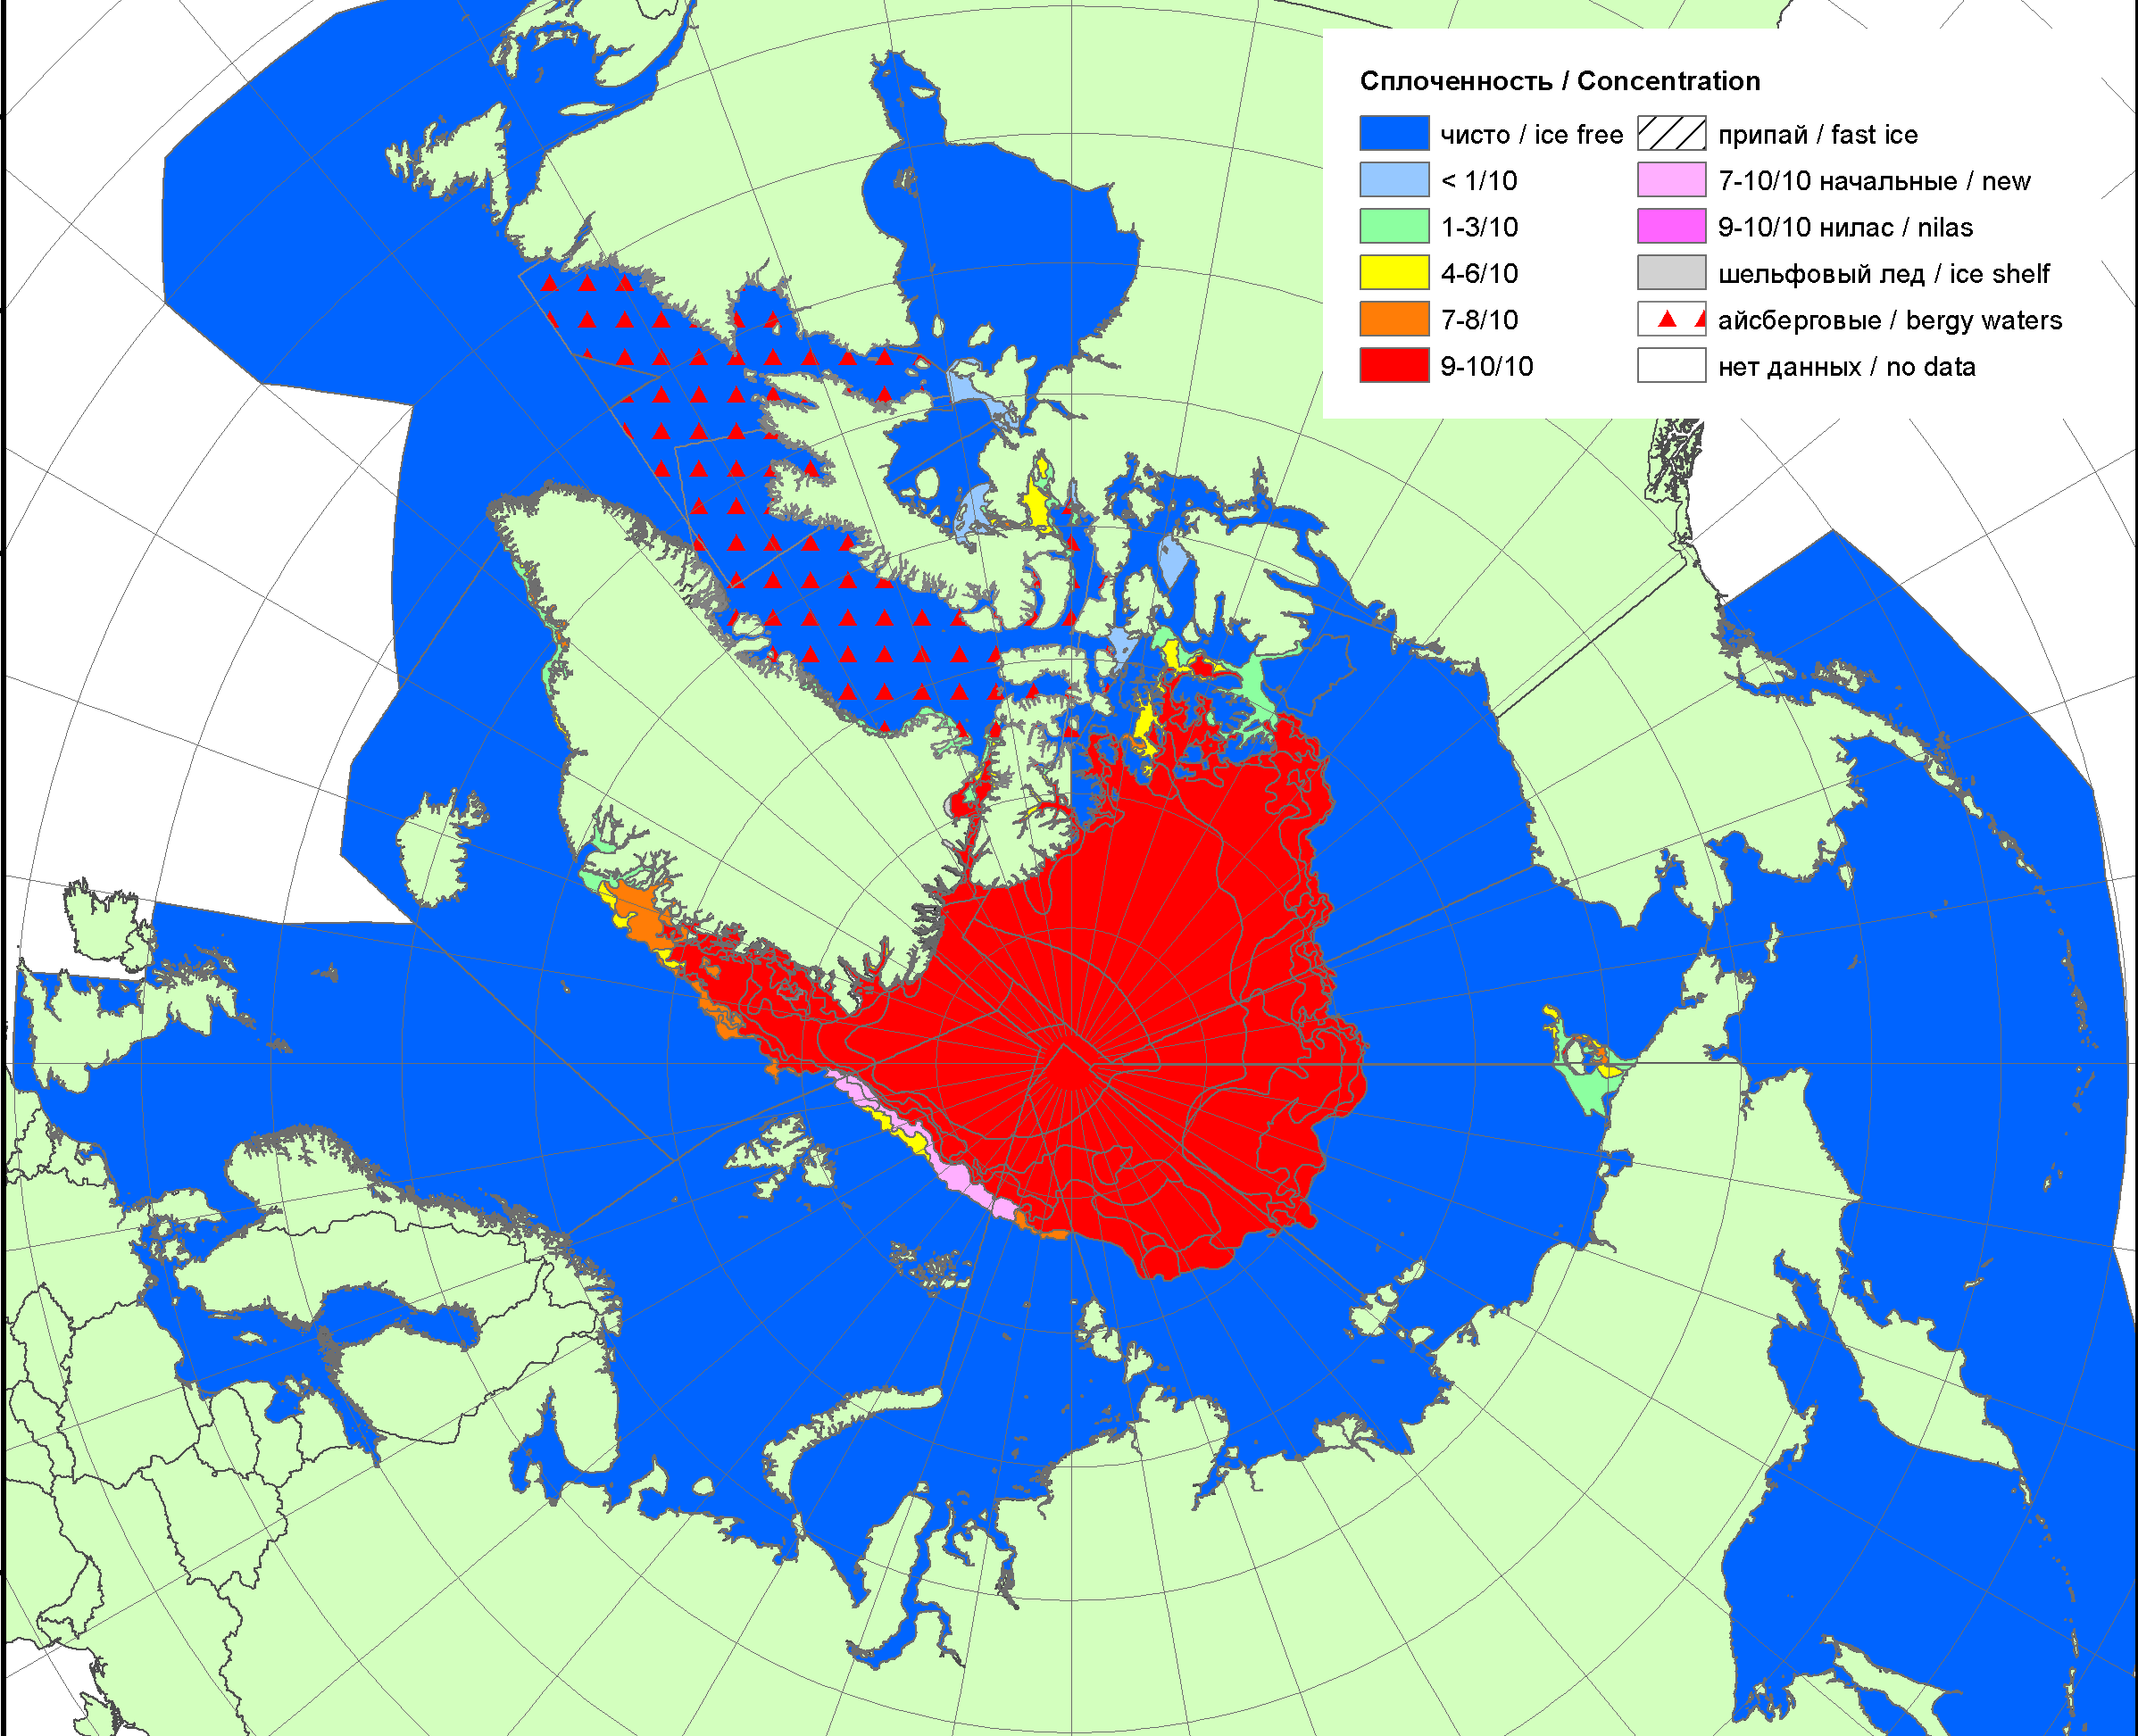 Сплоченность / Concentration
чисто / ice free
< 1/10
1-3/10
4-6/10
7-8/10
9-10/10
припай / fast ice
7-10/10 начальные / new
9-10/10 нилас / nilas
шельфовый лед / ice shelf
айсберговые / bergy waters
нет данных / no data